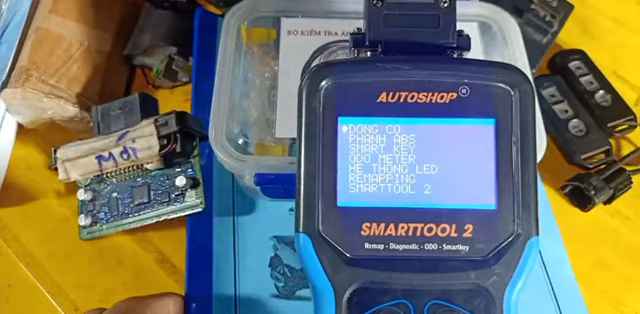 BỘ KIỂM TRA
AUTOSHOP®
DONG CO
PHANH ABS
SMART KEY
ODO METER
HE THONG LED
REMAPPING
SMARTTOOL 2
SMARTTOOL 2
Remap - Diagnostic - ODO - Smartkey
Mới